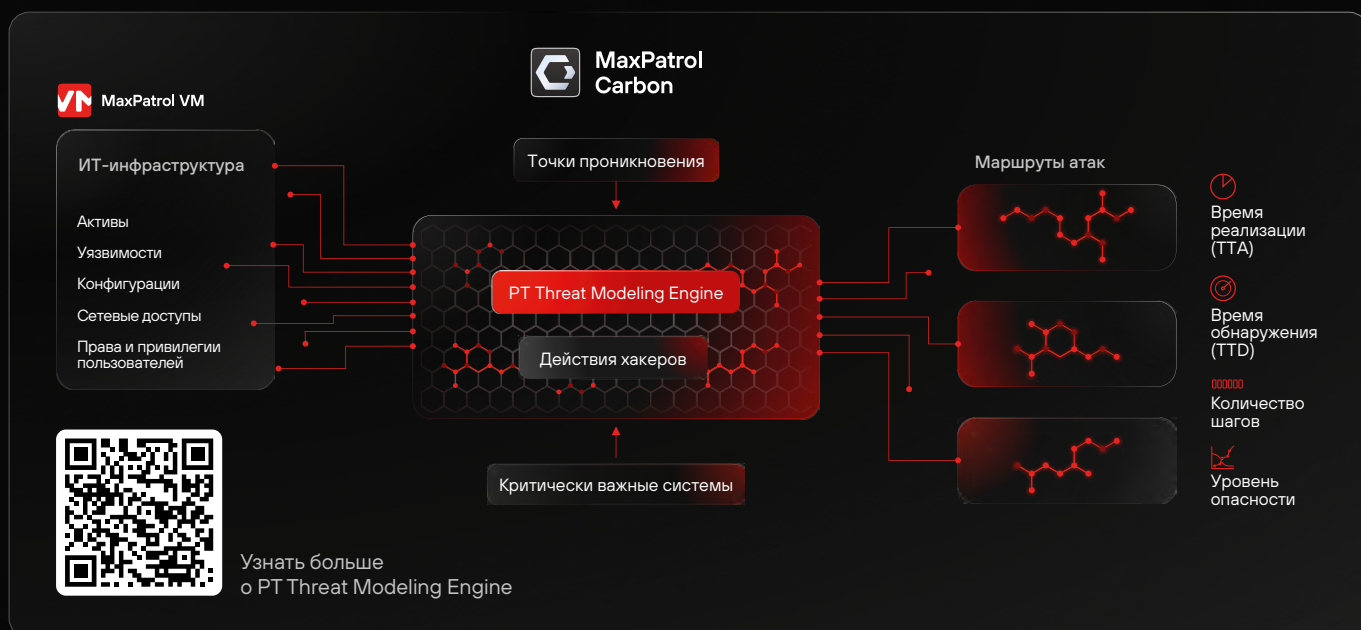 MaxPatrol
Carbon
MaxPatrol VM
ИТ-инфраструктура
Активы
Уязвимости
Конфигурации
Сетевые доступы
Права и привилегии
пользователей
Точки проникновения
PT Threat Modeling Engine
Действия хакеров
Критически важные системы
Маршруты атак
Время
реализации
(TTA)
Время
обнаружения
(TTD)
Количество
шагов
Уровень
опасности
Узнать больше
о PT Threat Modeling Engine